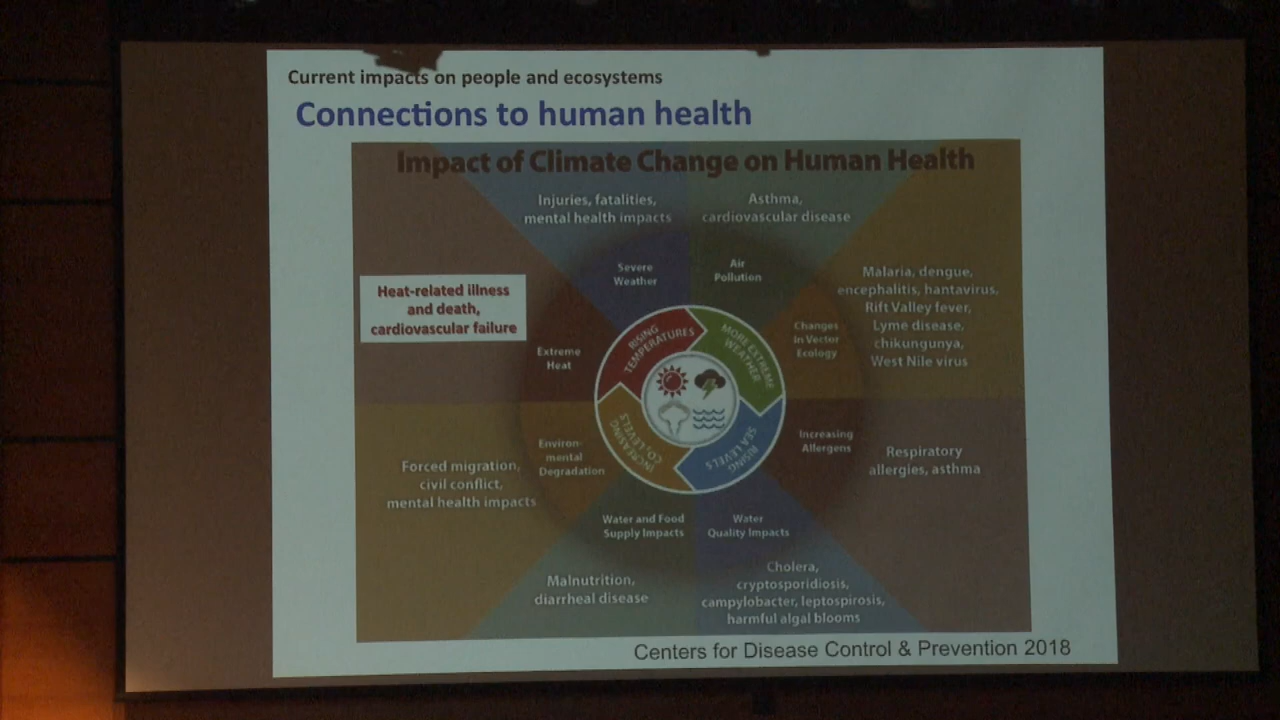 Current impacts on people and ecosystems
Connections to human health
Impact of Climate Change on Human Health
Injuries, fatalities,
mental health impacts
Asthma,
cardiovascular disease
Severe
Weather
Air
Pollution
Heat-related illness
and death,
cardiovascular failure
Extreme
Heat
Changes
in Vector
Ecology
Malaria, dengue,
encephalitis, hantavirus,
Rift Valley fever,
Lyme disease,
chikungunya,
West Nile virus
RISING
TEMPERATURES
MORE EXTREME
WEATHER
RISING
SEA LEVELS
INCREASING
CO₂ LEVELS
Environ-
mental
Degradation
Forced migration,
civil conflict,
mental health impacts
Increasing
Allergens
Respiratory
allergies, asthma
Water and Food
Supply Impacts
Water
Quality Impacts
Malnutrition,
diarrheal disease
Cholera,
cryptosporidiosis,
campylobacter, leptospirosis,
harmful algal blooms
Centers for Disease Control & Prevention 2018